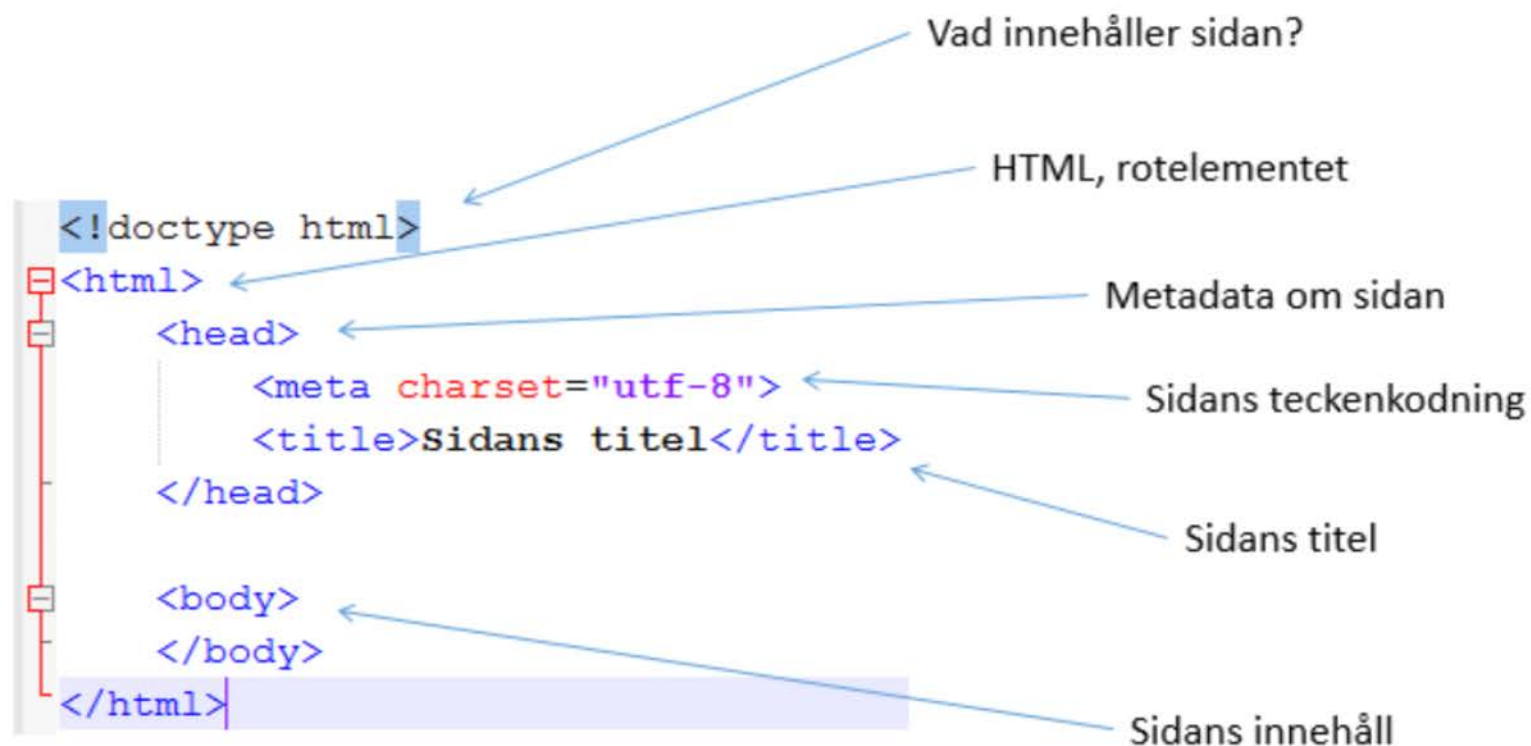 Vad innehåller sidan?
HTML, rotelementet
<!doctype html>
<html>
Metadata om sidan
<head>
<meta charset="utf-8">
Sidans teckenkodning
<title>Sidans titel</title>
</head>
Sidans titel
<body>
</body>
</html>
Sidans innehåll